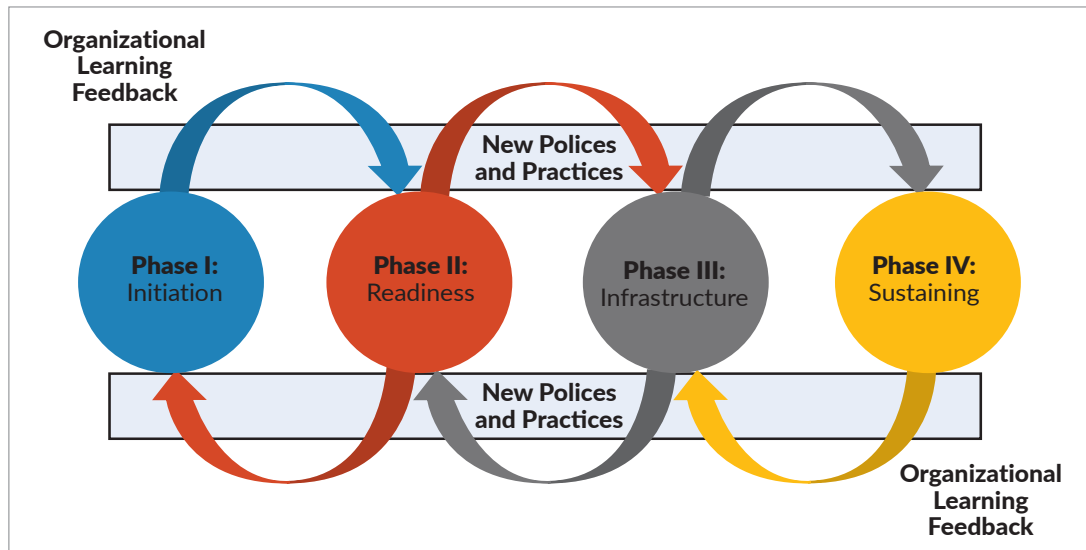 Organizational
Learning
Feedback
New Polices
and Practices
Phase I:
Initiation
Phase II:
Readiness
Phase III:
Infrastructure
Phase IV:
Sustaining
New Polices
and Practices
Organizational
Learning
Feedback